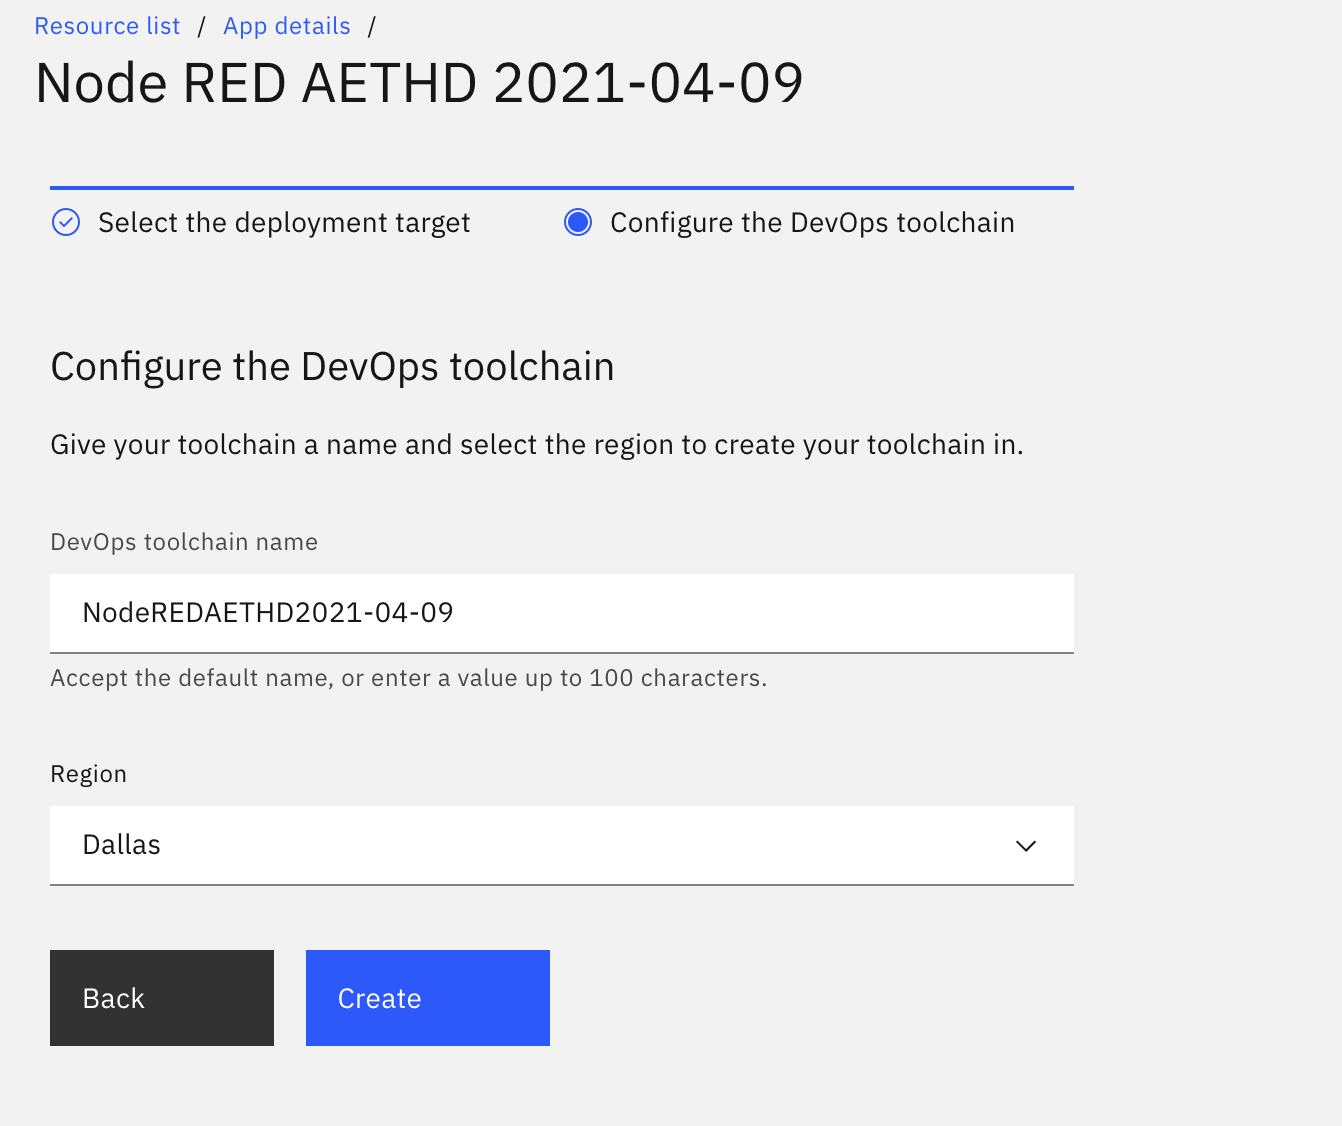 Resource list / App details /
Node RED AETHD 2021-04-09
Select the deployment target
Configure the DevOps toolchain
Configure the DevOps toolchain
Give your toolchain a name and select the region to create your toolchain in.
DevOps toolchain name
NodeREDAETHD2021-04-09
Accept the default name, or enter a value up to 100 characters.
Region
Dallas
Back
Create